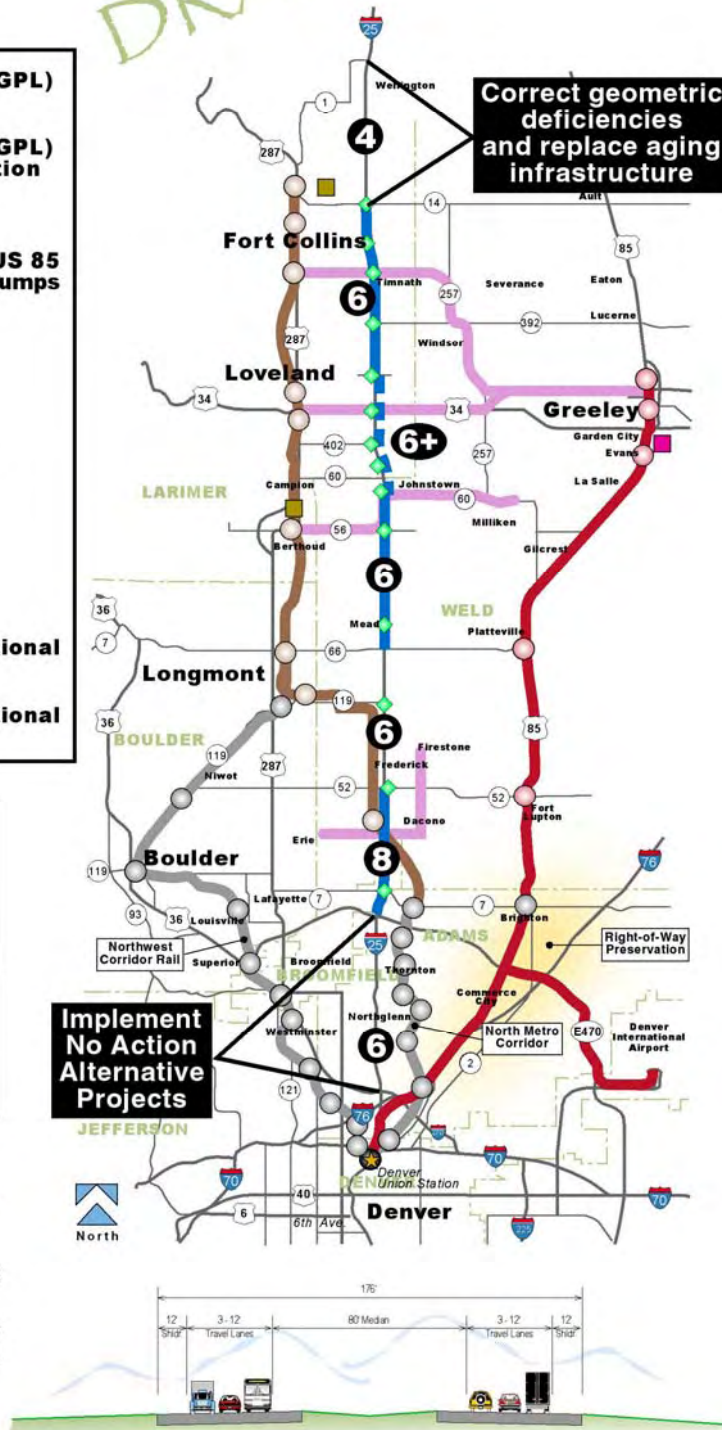 DR
GPL)
GPL)
tion
US 85
umps
ional
tional
25
Wellington
1
Correct geometric
deficiencies
and replace aging
infrastructure
4
287
14
Ault
85
Fort Collins
Timnath
257
Severance
Eaton
6
392
Lucerne
287
Windsor
Loveland
34
34
Greeley
6+
Garden City
402
257
Evans
60
LARIMER
Campion
Johnstown
La Salle
60
Milliken
56
Berthoud
Gilcrest
6
36
WELD
7
Mead
Platteville
66
Longmont
119
36
6
85
BOULDER
Firestone
119
287
Frederick
Niwot
52
52
Fort
Lupton
Dacono
Erie
8
76
Boulder
119
Lafayette
7
7
93
36
Louisville
Brighton
25
ADAMS
Northwest
Corridor Rail
Right-of-Way
Preservation
Superior
Broomfield
BROOMFIELD
Thornton
Commerce
City
Implement
No Action
Alternative
Projects
Northglenn
Westminster
6
North Metro
Corridor
E470
Denver
International
Airport
2
121
76
JEFFERSON
70
70
Denver
Union Station
North
40
70
6
6th Ave.
Denver
225
176'
12'
Shldr.
3 - 12'
Travel Lanes
80' Median
3 - 12'
Travel Lanes
12'
Shldr.